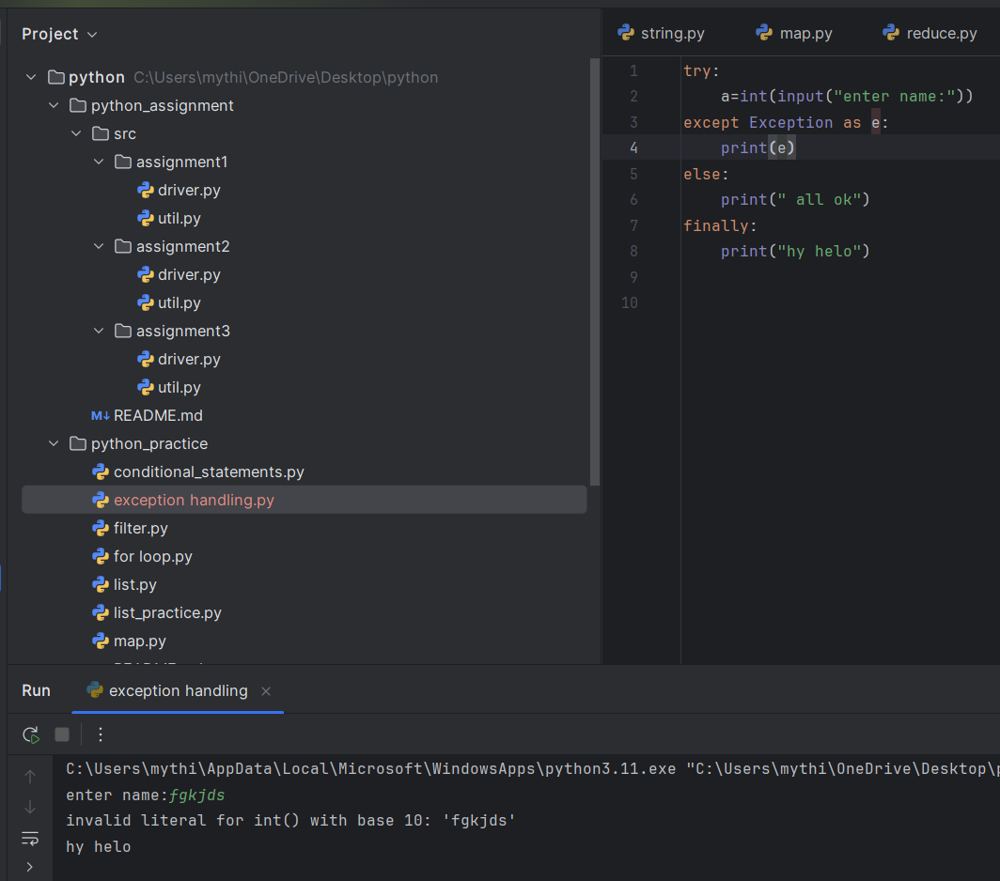 Project
python C:\Users\mythi\OneDrive\Desktop\python
python_assignment
src
assignment1
driver.py
util.py
assignment2
driver.py
util.py
assignment3
driver.py
util.py
M↓ README.md
python_practice
conditional_statements.py
exception handling.py
filter.py
for loop.py
list.py
list_practice.py
map.py
string.py map.py reduce.py
1 try:
2     a=int(input("enter name:"))
3 except Exception as e:
4     print(e)
5 else:
6     print(" all ok")
7 finally:
8     print("hy helo")
9
10
Run exception handling
C:\Users\mythi\AppData\Local\Microsoft\WindowsApps\python3.11.exe "C:\Users\mythi\OneDrive\Desktop\
enter name:fgkjds
invalid literal for int() with base 10: 'fgkjds'
hy helo